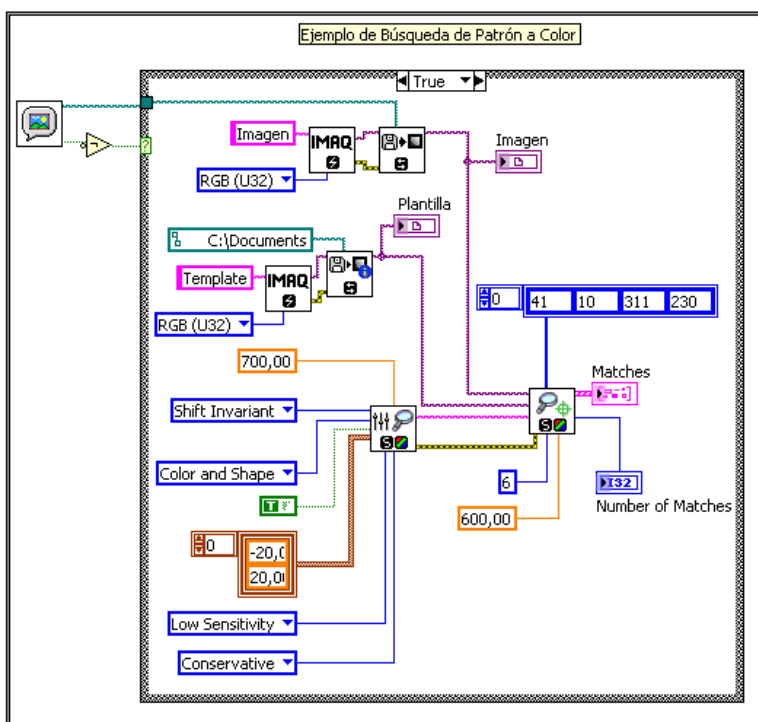 Ejemplo de Búsqueda de Patrón a Color
True
Imagen
IMAQ
Imagen
RGB (U32)
Plantilla
C:\Documents
Template
IMAQ
RGB (U32)
0
41
10
311
230
700,00
Matches
Shift Invariant
S
S
Color and Shape
6
I32
T
Number of Matches
600,00
0
-20,0
20,00
Low Sensitivity
Conservative